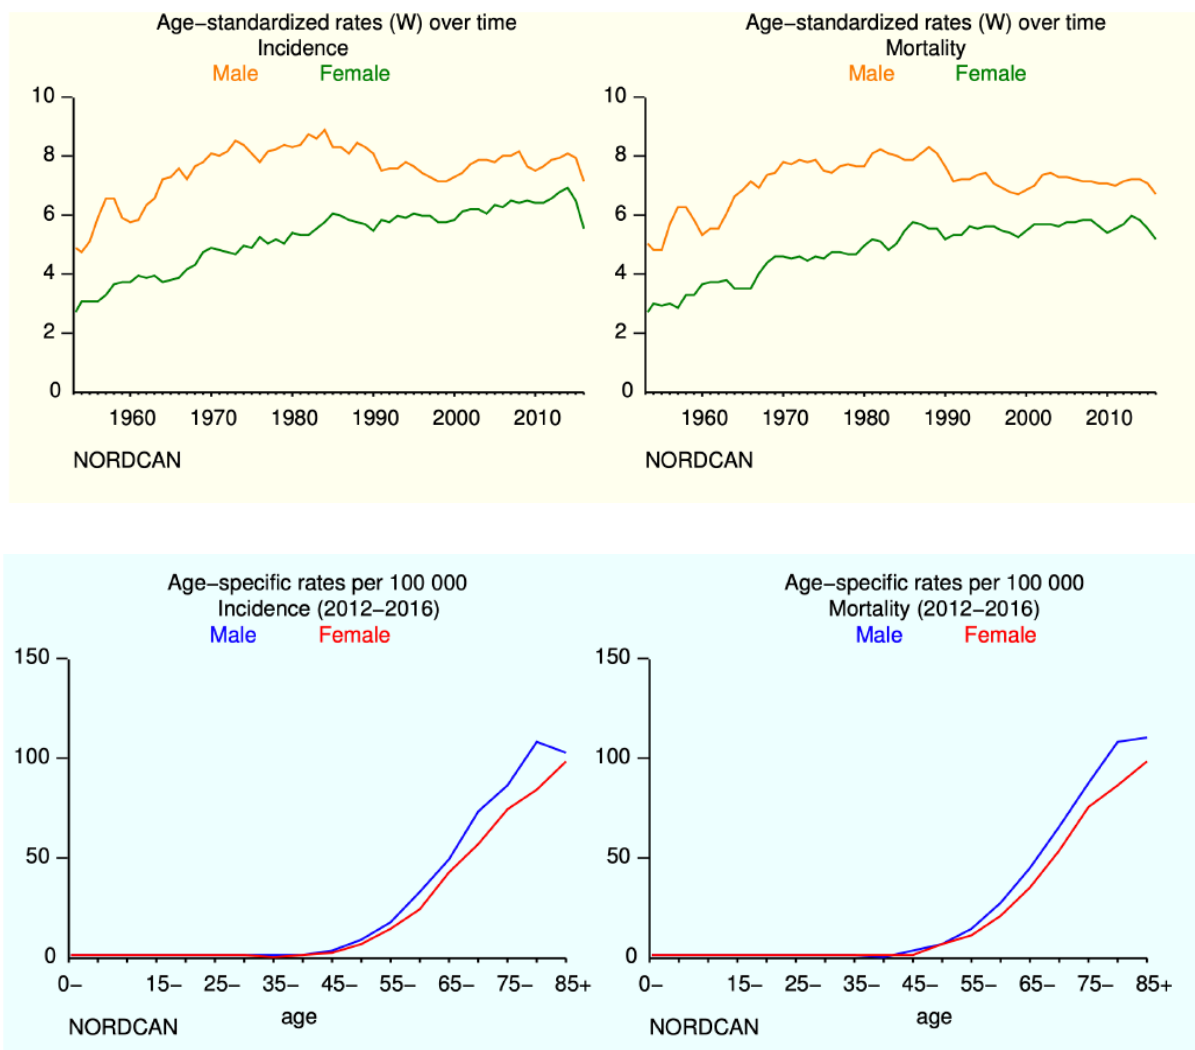 Age–standardized rates (W) over time
Incidence
Male Female
10
8
6
4
2
0
1960 1970 1980 1990 2000 2010
NORDCAN
Age–standardized rates (W) over time
Mortality
Male Female
10
8
6
4
2
0
1960 1970 1980 1990 2000 2010
NORDCAN
Age–specific rates per 100 000
Incidence (2012–2016)
Male Female
150
100
50
0
0– 15– 25– 35– 45– 55– 65– 75– 85+
age
NORDCAN
Age–specific rates per 100 000
Mortality (2012–2016)
Male Female
150
100
50
0
0– 15– 25– 35– 45– 55– 65– 75– 85+
age
NORDCAN